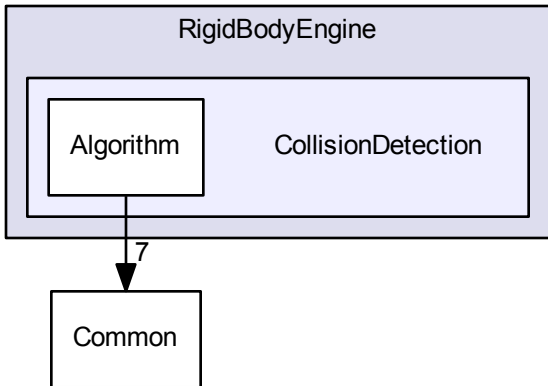 RigidBodyEngine
Algorithm
CollisionDetection
7
Common